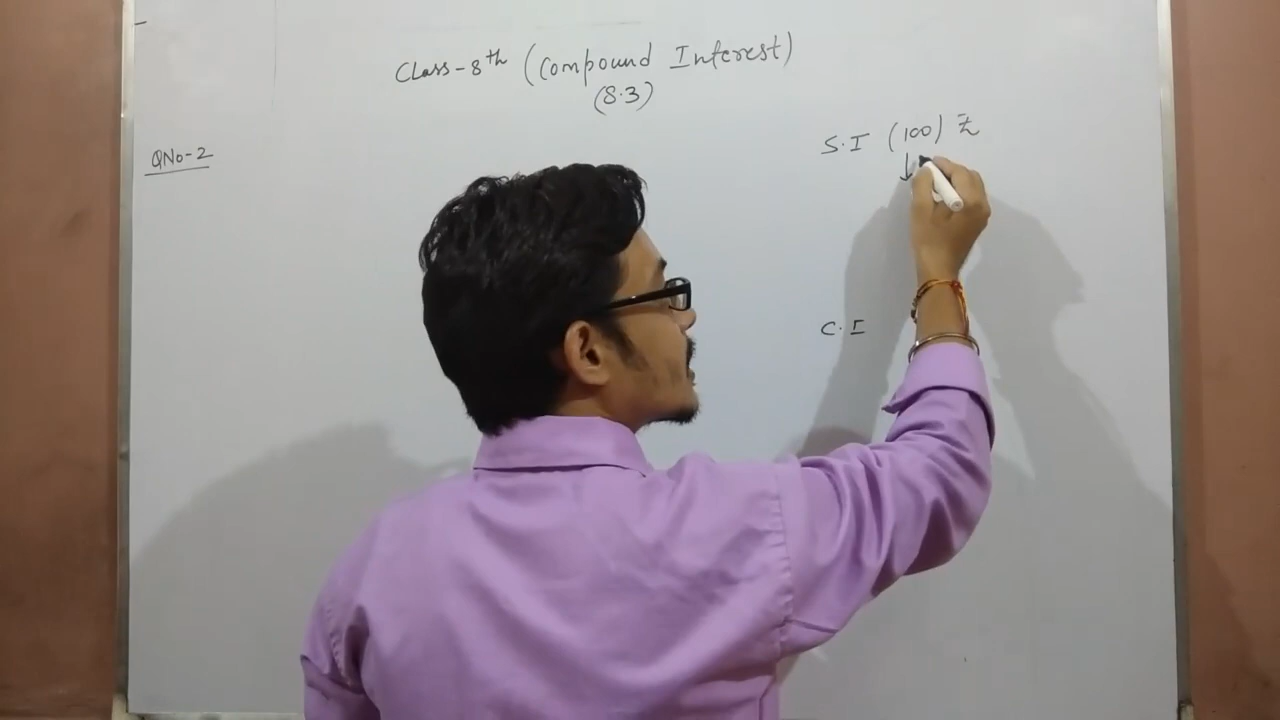 Class-8th (Compound Interest)
(8.3)
QNo-2
S.I (100) ₹
C.I